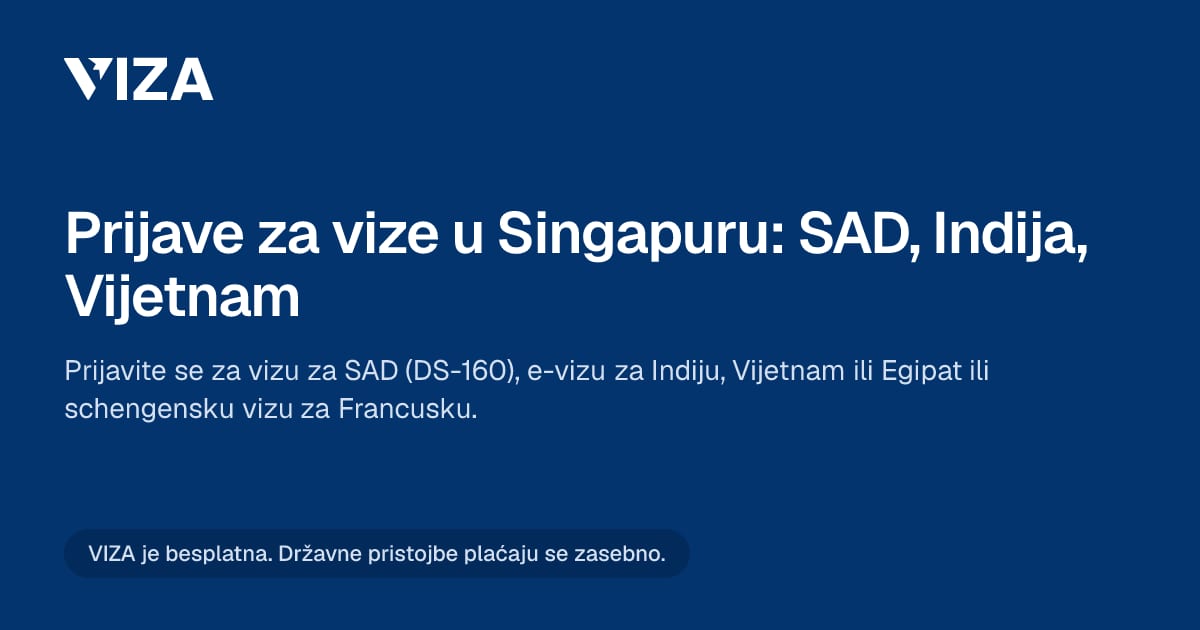 VIZA
Prijave za vize u Singapuru: SAD, Indija,
Vijetnam
Prijavite se za vizu za SAD (DS-160), e-vizu za Indiju, Vijetnam ili Egipat ili
schengensku vizu za Francusku.
VIZA je besplatna. Državne pristojbe plaćaju se zasebno.